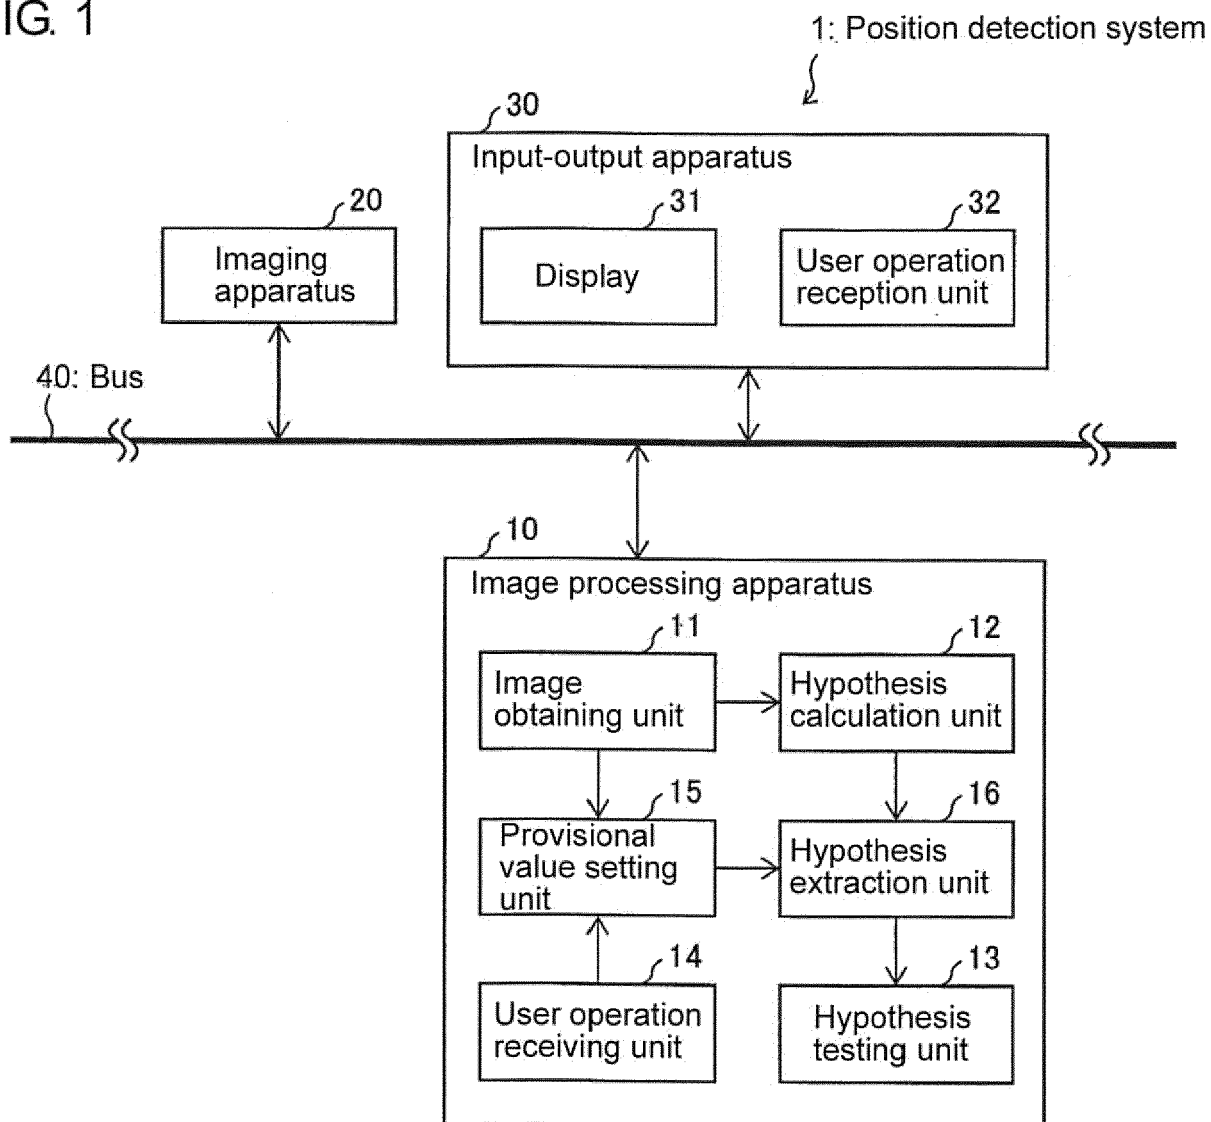 IG. 1
1: Position detection system
30
Input-output apparatus
20
31
32
Imaging
apparatus
Display
User operation
reception unit
40: Bus
10
Image processing apparatus
11
12
Image
obtaining unit
Hypothesis
calculation unit
15
16
Provisional
value setting
unit
Hypothesis
extraction unit
14
13
User operation
receiving unit
Hypothesis
testing unit